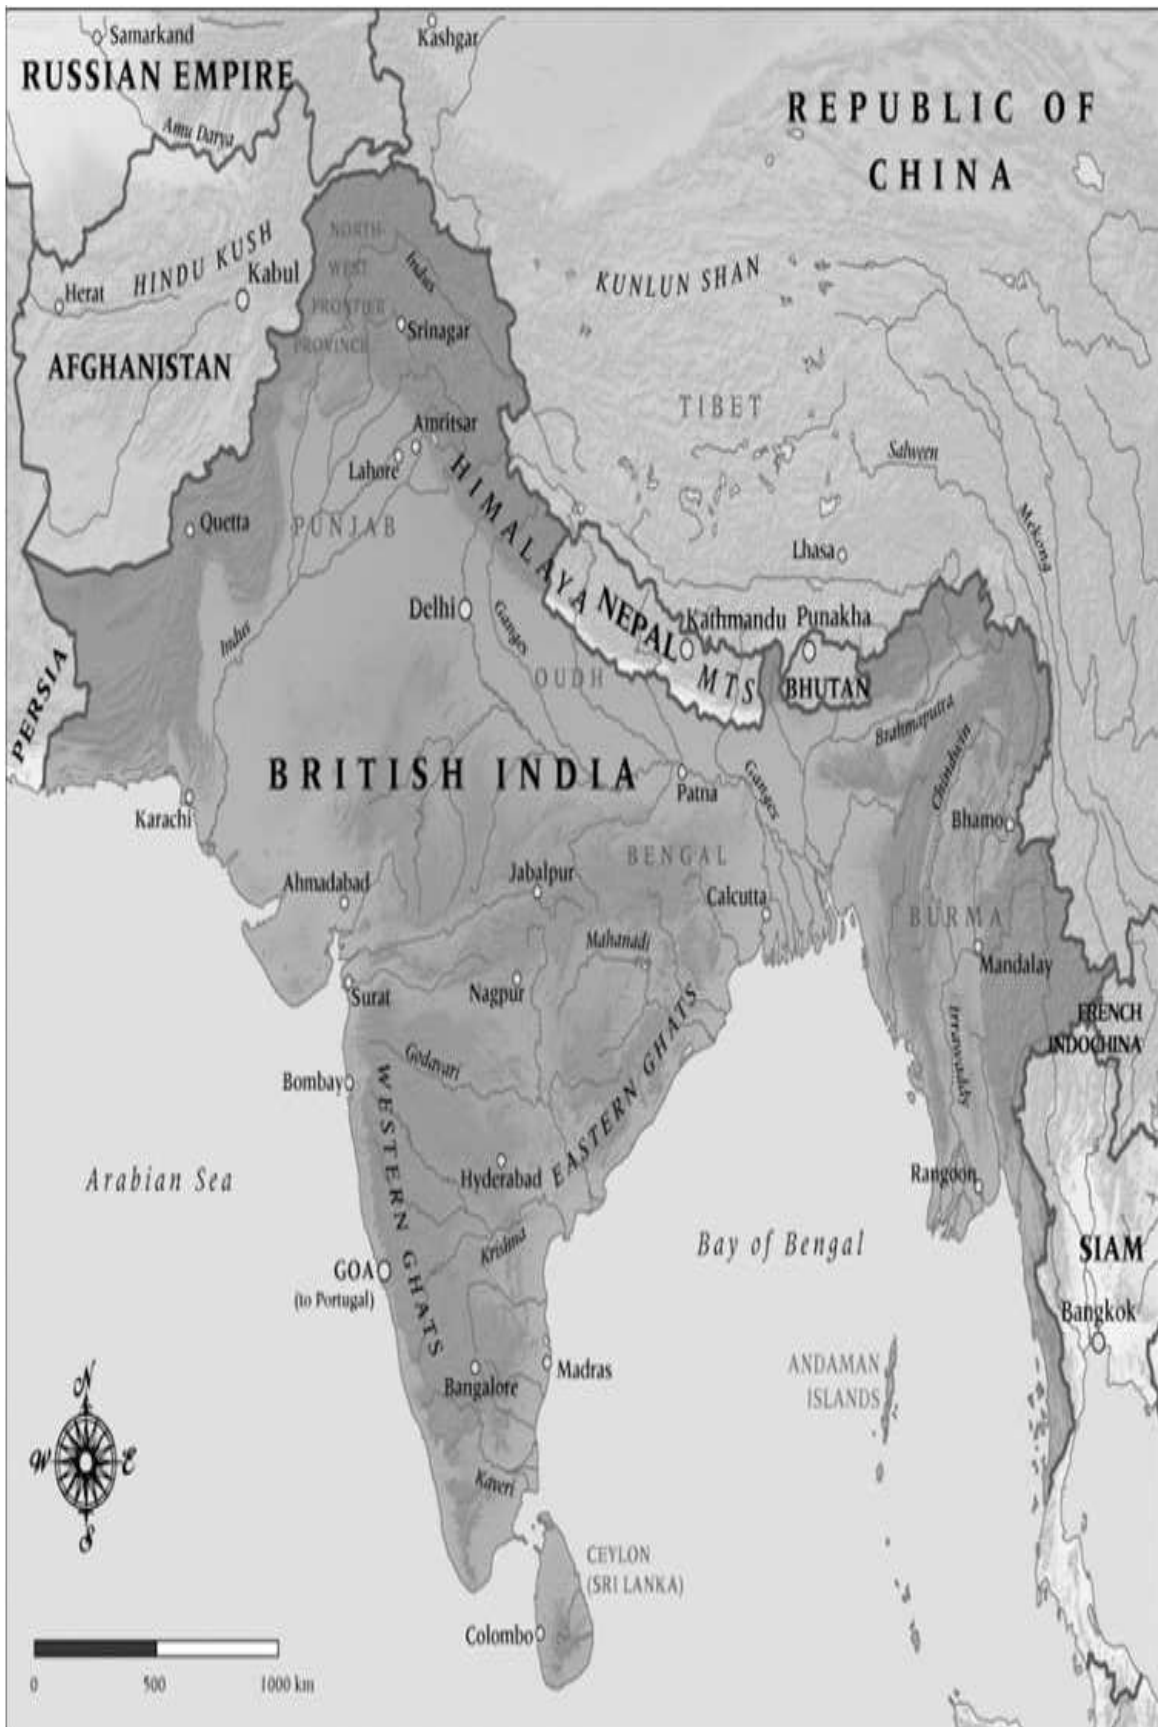 Samarkand
Kashgar
RUSSIAN EMPIRE
REPUBLIC OF
CHINA
Amu Darya
HINDU KUSH
NORTH-
WEST
FRONTIER
PROVINCE
Indus
KUNLUN SHAN
Herat
Kabul
Srinagar
AFGHANISTAN
TIBET
Amritsar
Lahore
Salween
HIMALAYA
MTS
Quetta
PUNJAB
Mekong
Lhasa
Delhi
Ganges
NEPAL
Kathmandu
Punakha
Indus
OUDH
BHUTAN
PERSIA
Brahmaputra
Chindwin
BRITISH INDIA
Patna
Ganges
Karachi
Bhamo
BENGAL
Ahmadabad
Jabalpur
Calcutta
BURMA
Mahanadi
Mandalay
Surat
Nagpur
EASTERN GHATS
FRENCH
INDOCHINA
Godavari
Irrawaddy
Bombay
WESTERN GHATS
Arabian Sea
Hyderabad
Rangoon
Krishna
Bay of Bengal
SIAM
GOA
(to Portugal)
Bangkok
Madras
ANDAMAN
ISLANDS
Bangalore
N
W
E
S
Kaveri
CEYLON
(SRI LANKA)
Colombo
0
500
1000 km